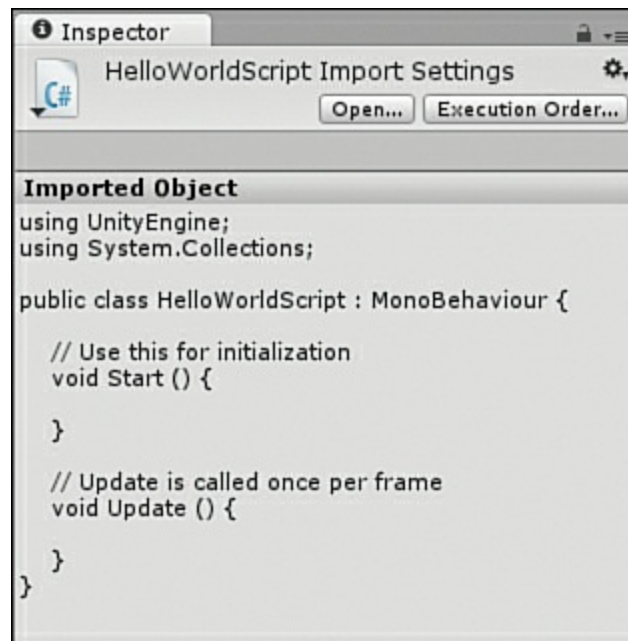 Inspector
C#
HelloWorldScript Import Settings
Open... Execution Order...
Imported Object
using UnityEngine;
using System.Collections;
public class HelloWorldScript : MonoBehaviour {
// Use this for initialization
void Start () {
}
// Update is called once per frame
void Update () {
}
}